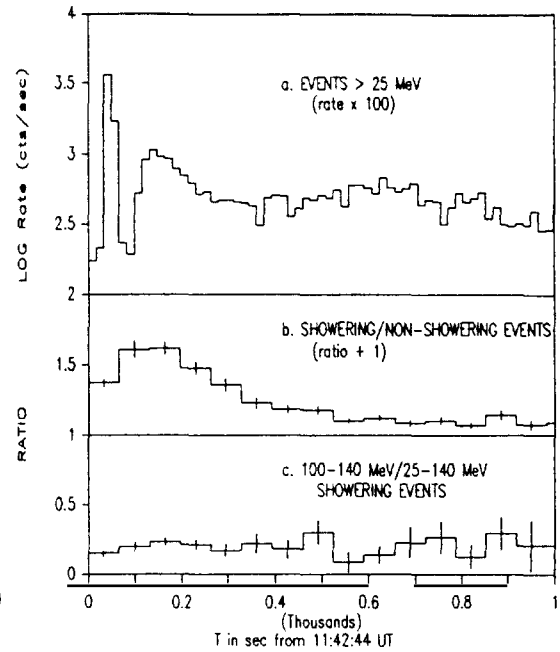 4
3.5
3
2.5
2
1.5
1
0.5
0
LOG Rate (cts/sec)
RATIO
a. EVENTS > 25 MeV
(rate x 100)
b. SHOWERING/NON-SHOWERING EVENTS
(ratio + 1)
c. 100-140 MeV/25-140 MeV
SHOWERING EVENTS
0 0.2 0.4 0.6 0.8 1
(Thousands)
T in sec from 11:42:44 UT